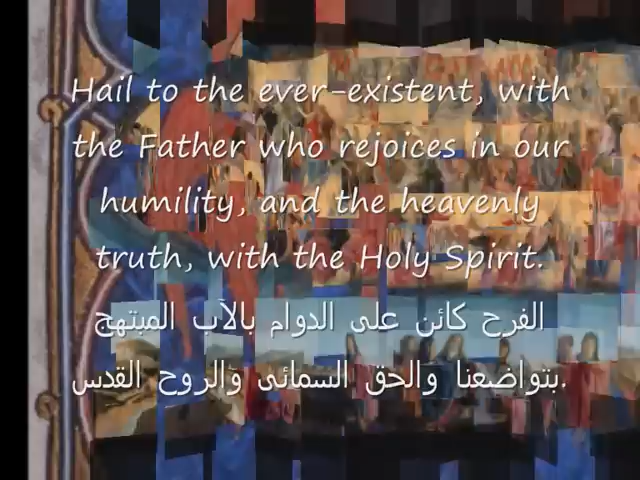 Hail to the ever-existent, with
the Father who rejoices in our
humility, and the heavenly
truth, with the Holy Spirit.
الفرح كائن على الدوام بالآب المبتهج
بتواضعنا والحق السمائى والروح القدس.